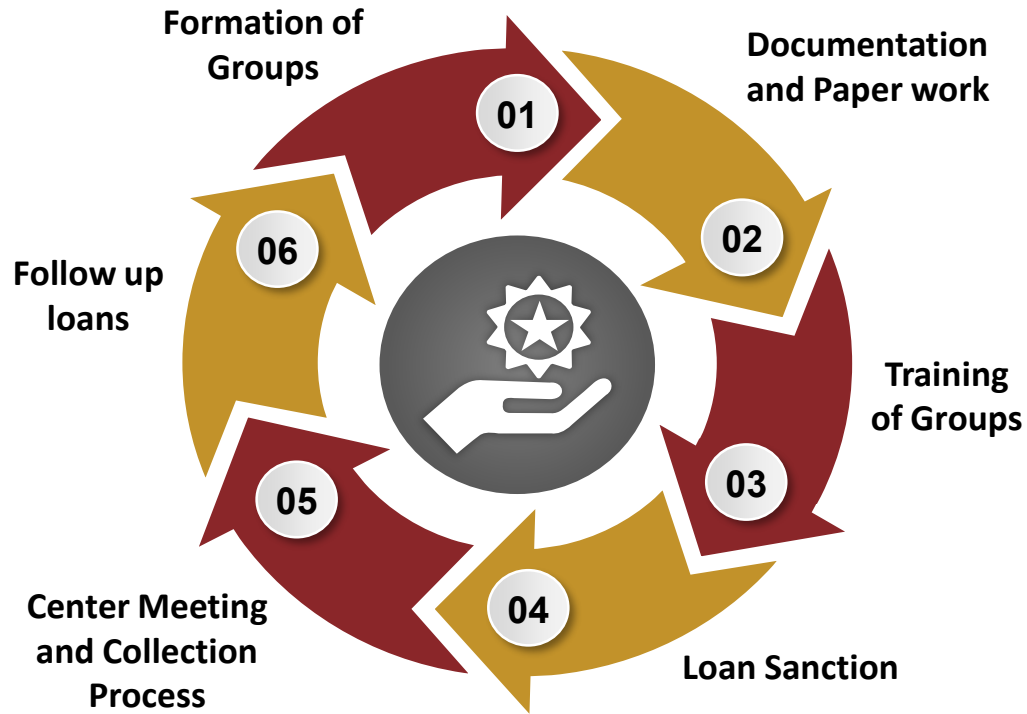 Formation of
Groups
01
Documentation
and Paper work
02
Training
of Groups
03
Loan Sanction
04
Center Meeting
and Collection
Process
05
Follow up
loans
06